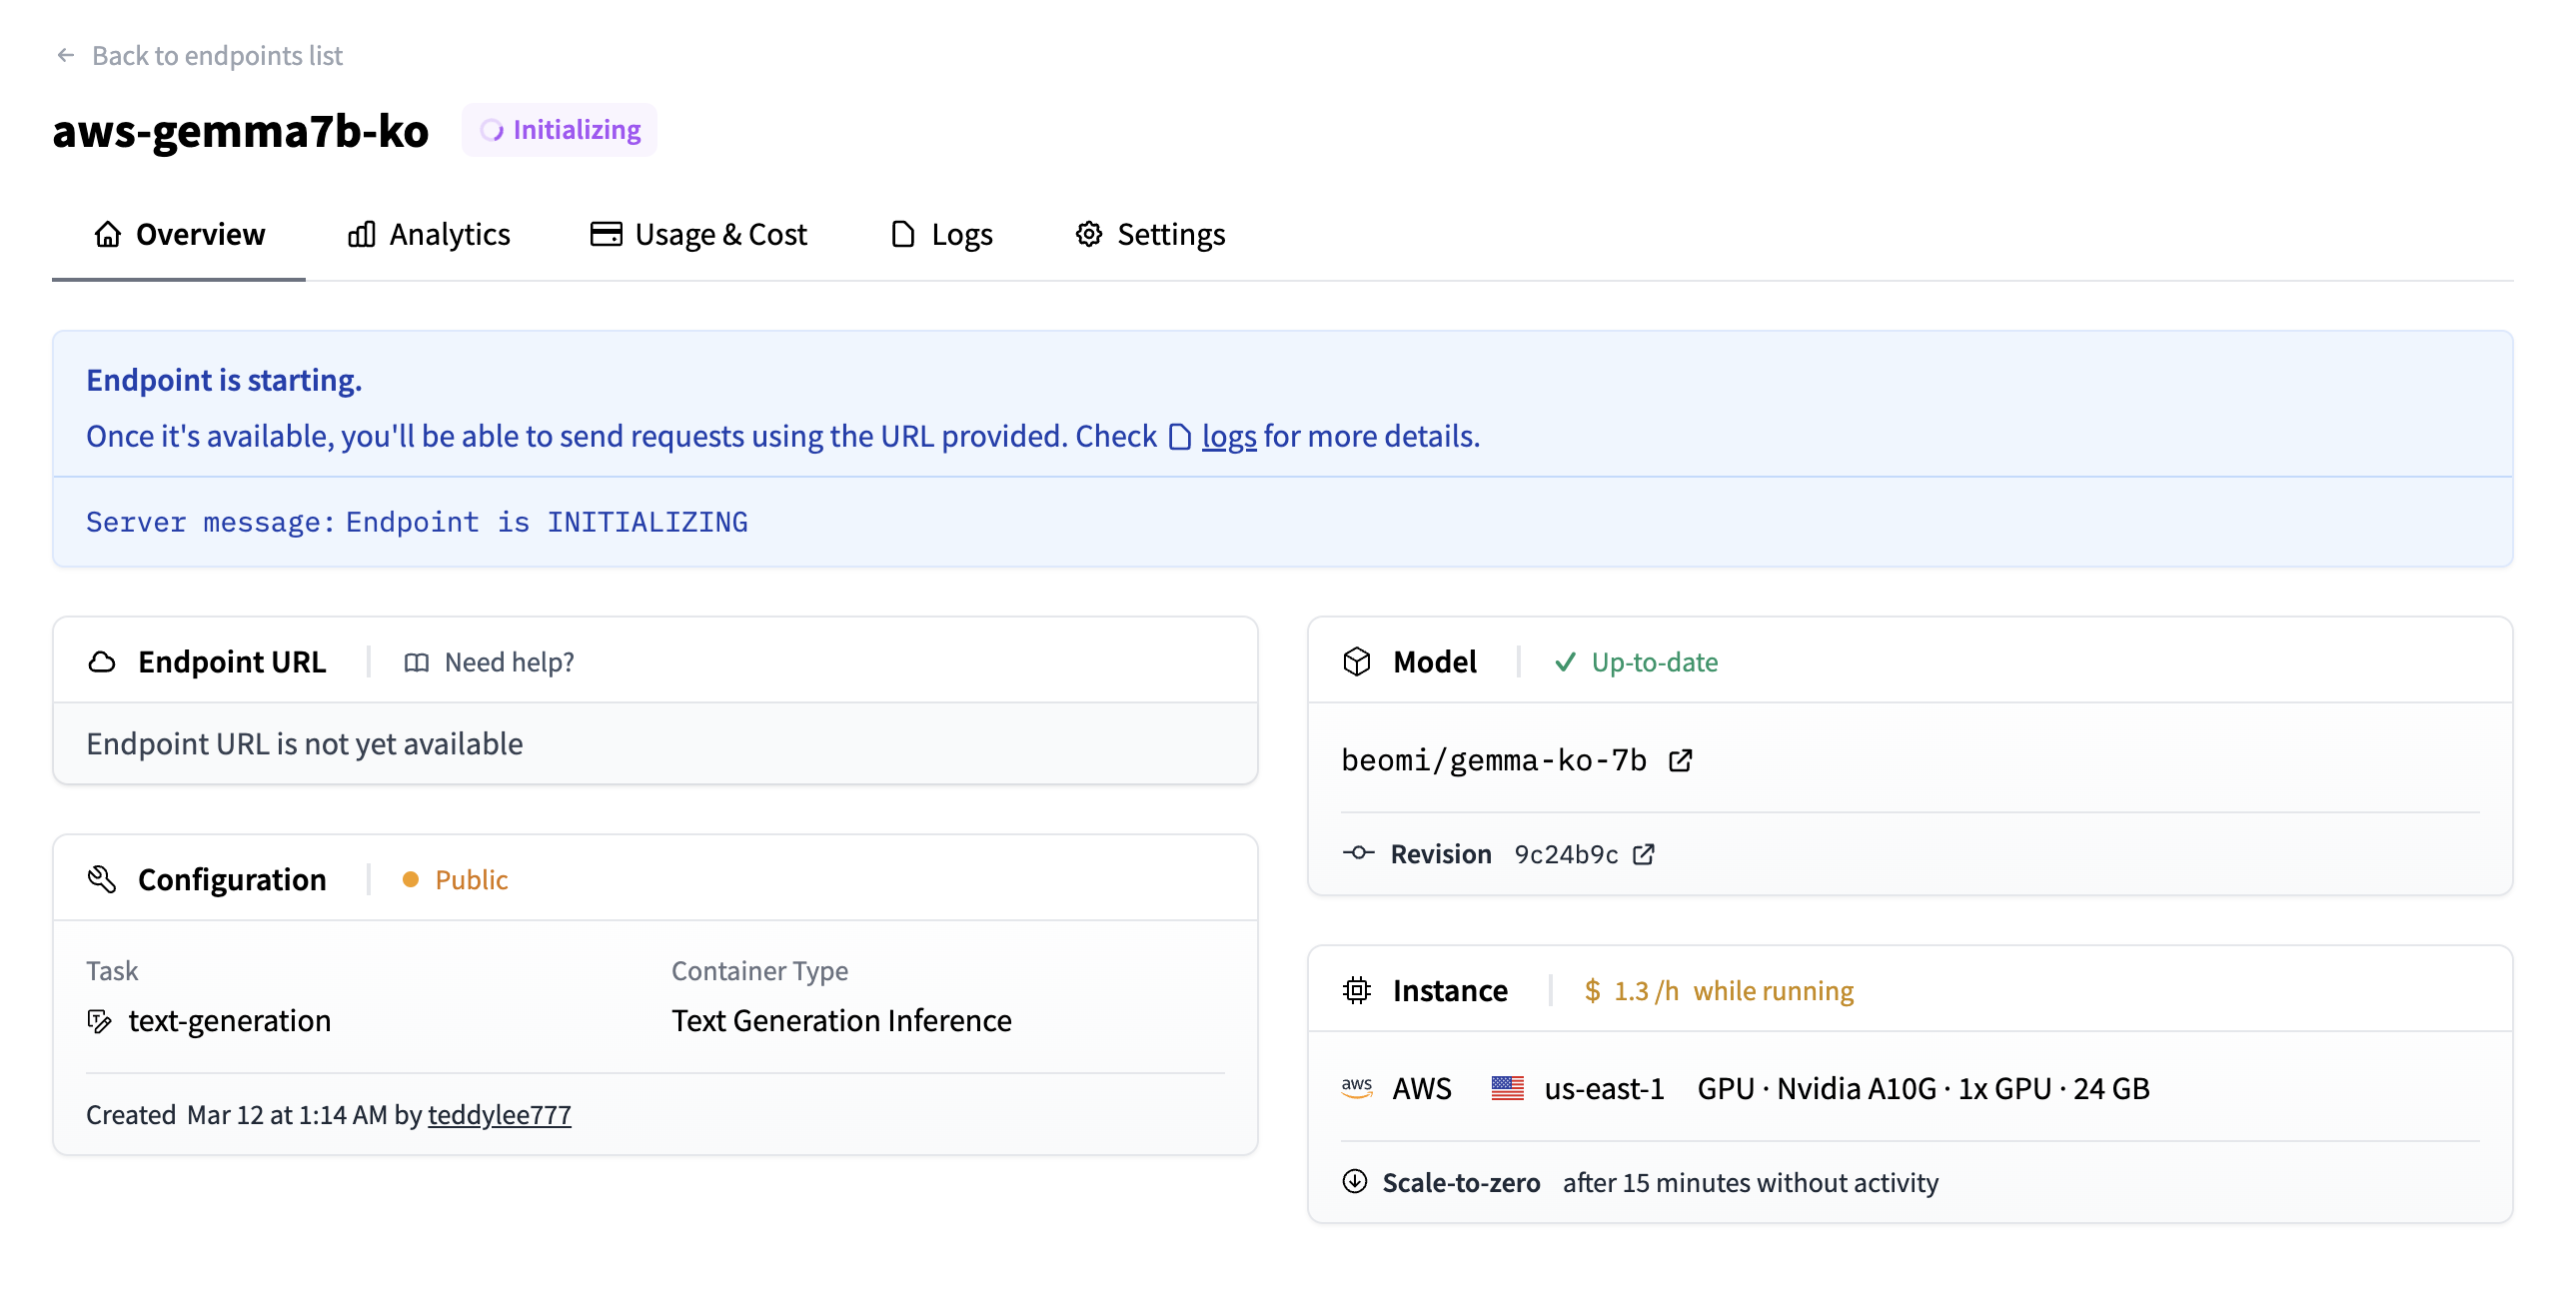 Back to endpoints list
aws-gemma7b-ko Initializing
Overview Analytics Usage & Cost Logs Settings
Endpoint is starting.
Once it's available, you'll be able to send requests using the URL provided. Check logs for more details.
Server message: Endpoint is INITIALIZING
Endpoint URL Need help?
Endpoint URL is not yet available
Configuration Public
Task Container Type
text-generation Text Generation Inference
Created Mar 12 at 1:14 AM by teddylee777
Model Up-to-date
beomi/gemma-ko-7b
Revision 9c24b9c
Instance $ 1.3 /h while running
aws AWS us-east-1 GPU · Nvidia A10G · 1x GPU · 24 GB
Scale-to-zero after 15 minutes without activity